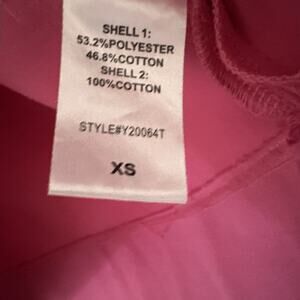 SHELL 1:
53.2%POLYESTER
46.8%COTTON
SHELL 2:
100%COTTON
STYLE#Y20064T
XS